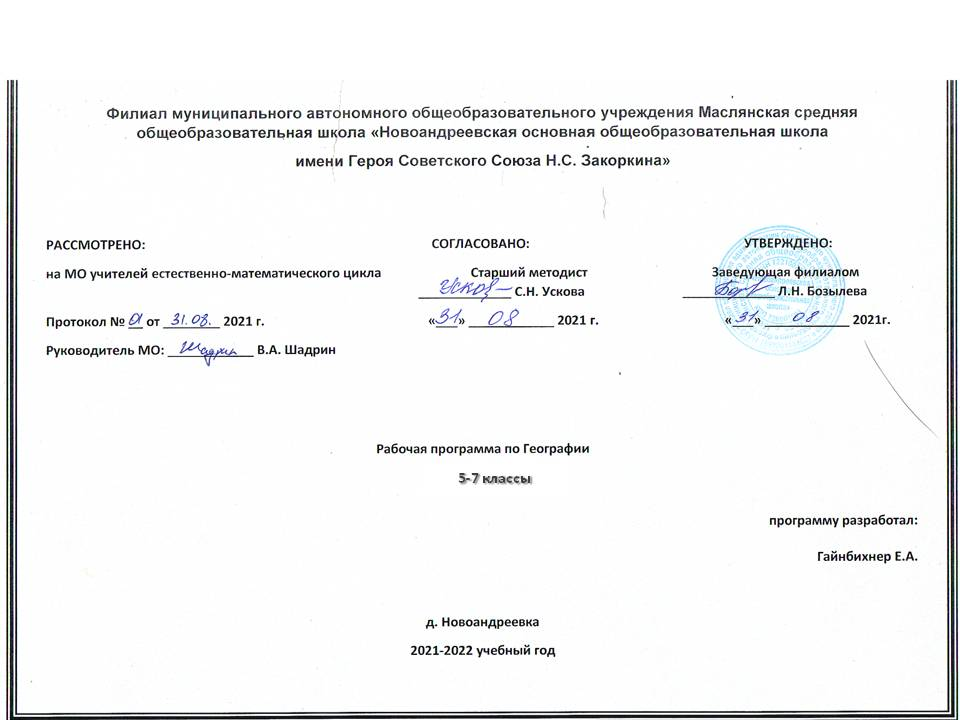 Филиал муниципального автономного общеобразовательного учреждения Маслянская средняя
общеобразовательная школа «Новоандреевская основная общеобразовательная школа
имени Героя Советского Союза Н.С. Закоркина»
РАССМОТРЕНО:
на МО учителей естественно-математического цикла
Протокол № 01 от 31.08. 2021 г.
Руководитель МО: Шадрин В.А. Шадрин
СОГЛАСОВАНО:
Старший методист
Ускова С.Н. Ускова
«31» 08 2021 г.
УТВЕРЖДЕНО:
Заведующая филиалом
Л.Н. Бозылева
«31» 08 2021г.
Рабочая программа по Географии
5-7 классы
программу разработал:
Гайнбихнер Е.А.
д. Новоандреевка
2021-2022 учебный год